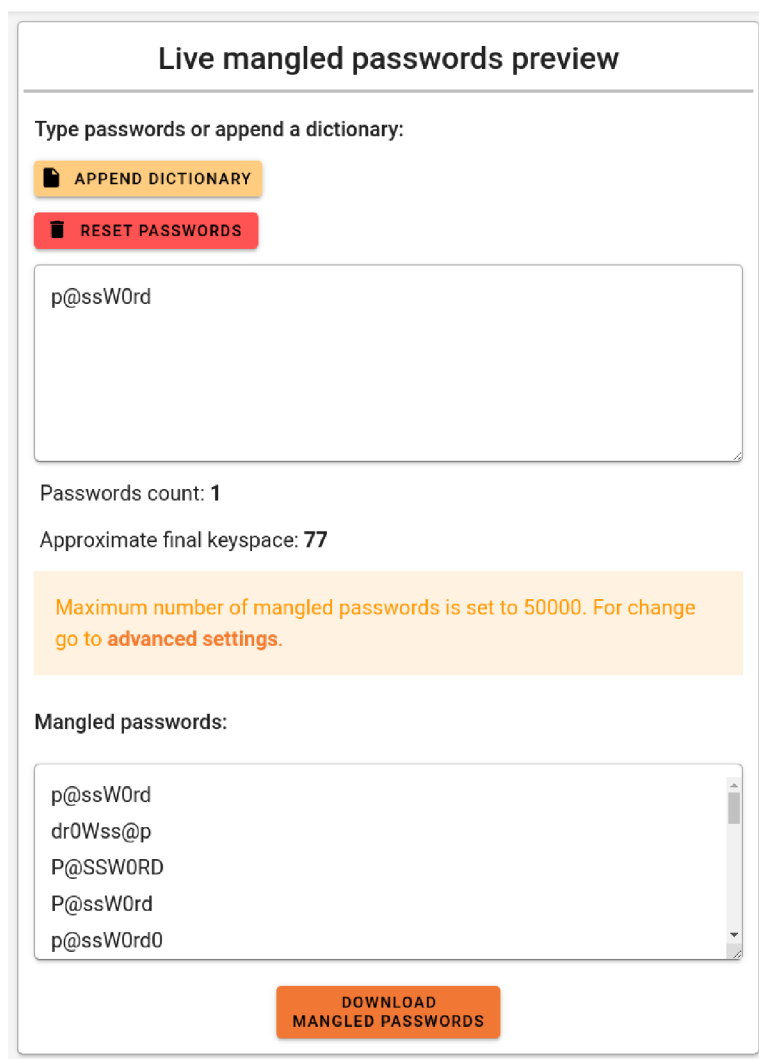 Live mangled passwords preview
Type passwords or append a dictionary:
APPEND DICTIONARY
RESET PASSWORDS
p@ssW0rd
Passwords count: 1
Approximate final keyspace: 77
Maximum number of mangled passwords is set to 50000. For change
go to advanced settings.
Mangled passwords:
p@ssW0rd
dr0Wss@p
P@SSW0RD
P@ssW0rd
p@ssW0rd0
DOWNLOAD
MANGLED PASSWORDS